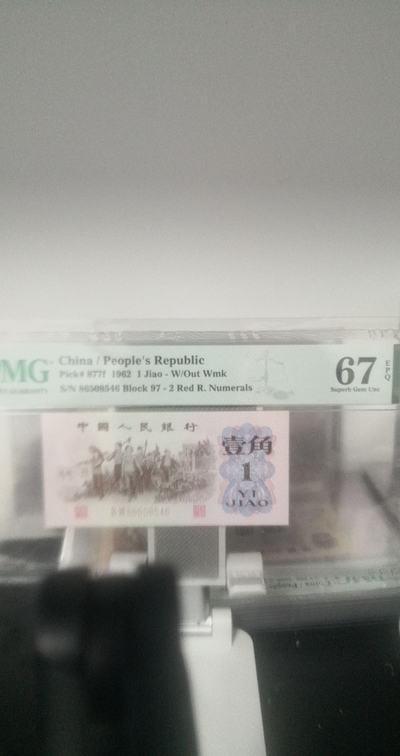 PMG
China / People's Republic
Pick# 877f 1962 1 Jiao - W/Out Wmk
S/N 86508546 Block 97 - 2 Red R. Numerals
67
EPQ
Superb Gem Unc
中國人民銀行
壹角
1
YI
JIAO